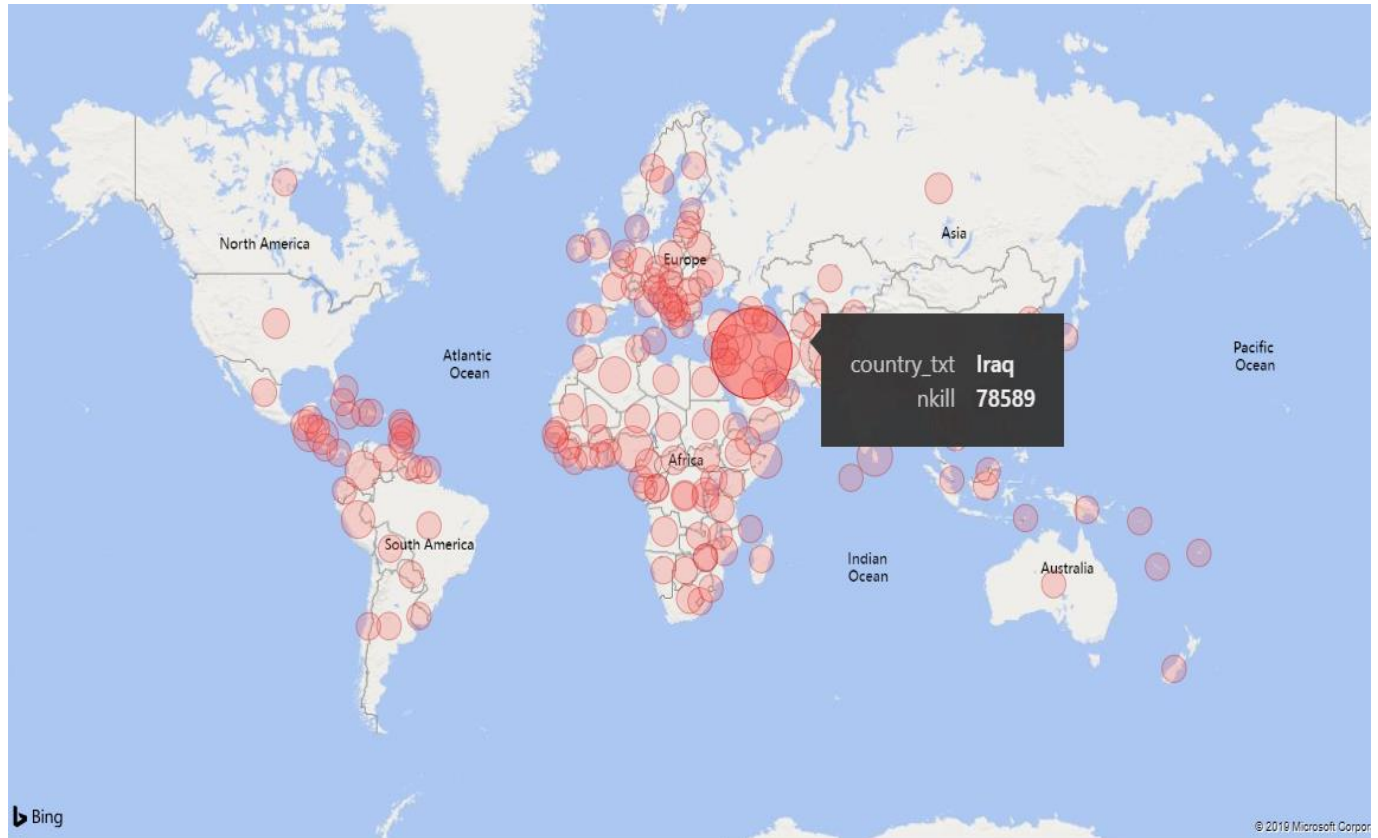 North America
Asia
Europe
Atlantic
Ocean
Pacific
Ocean
country_txt Iraq
nkill 78589
Africa
South America
Indian
Ocean
Australia
Bing
© 2019 Microsoft Corpor